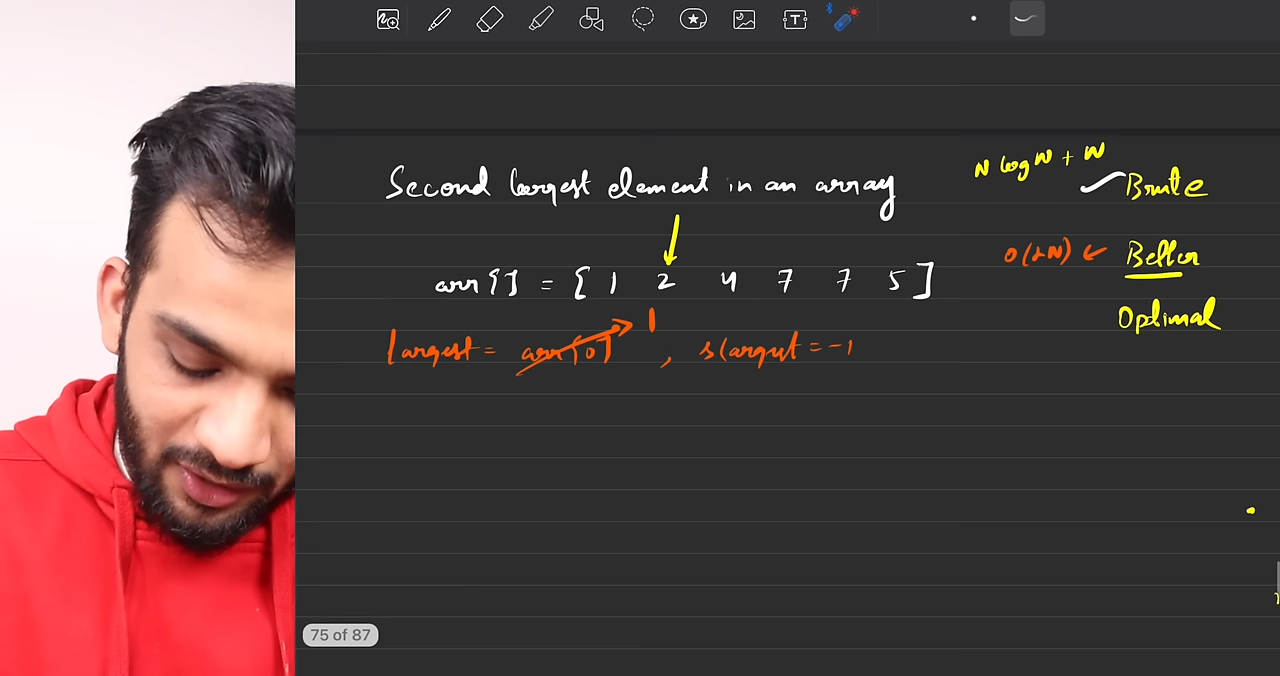 N log N + N
Second largest element in an array
Brute
O(2N)
Better
arr[] = [ 1 2 4 7 7 5 ]
Optimal
1
largest = arr[0] , slargest = -1
75 of 87